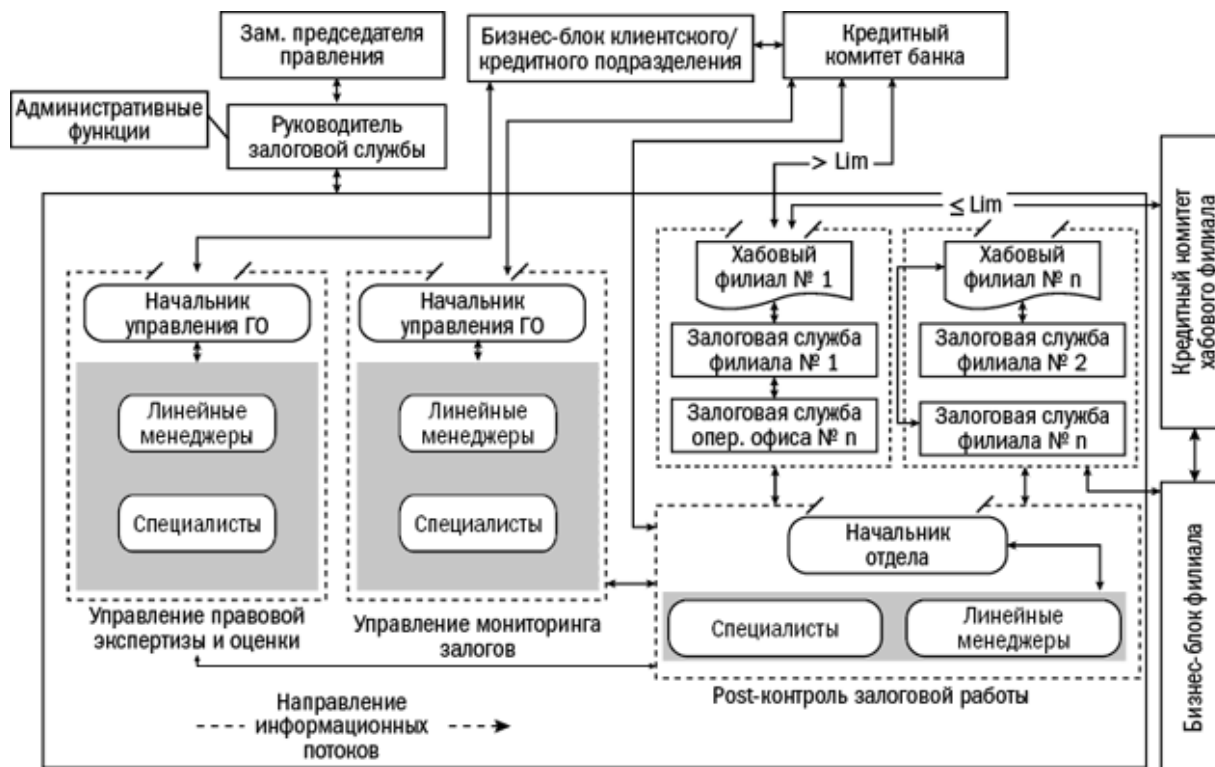 Зам. председателя
правления
Бизнес-блок клиентского/
кредитного подразделения
Кредитный
комитет банка
Административные
функции
Руководитель
залоговой службы
> Lim
≤ Lim
Кредитный комитет
хабового филиала
Начальник
управления ГО
Линейные
менеджеры
Специалисты
Управление правовой
экспертизы и оценки
Начальник
управления ГО
Линейные
менеджеры
Специалисты
Управление мониторинга
залогов
Хабовый
филиал № 1
Залоговая служба
филиала № 1
Залоговая служба
опер. офиса № n
Хабовый
филиал № n
Залоговая служба
филиала № 2
Залоговая служба
филиала № n
Начальник
отдела
Специалисты
Линейные
менеджеры
Post-контроль залоговой работы
Бизнес-блок филиала
Направление
информационных
потоков